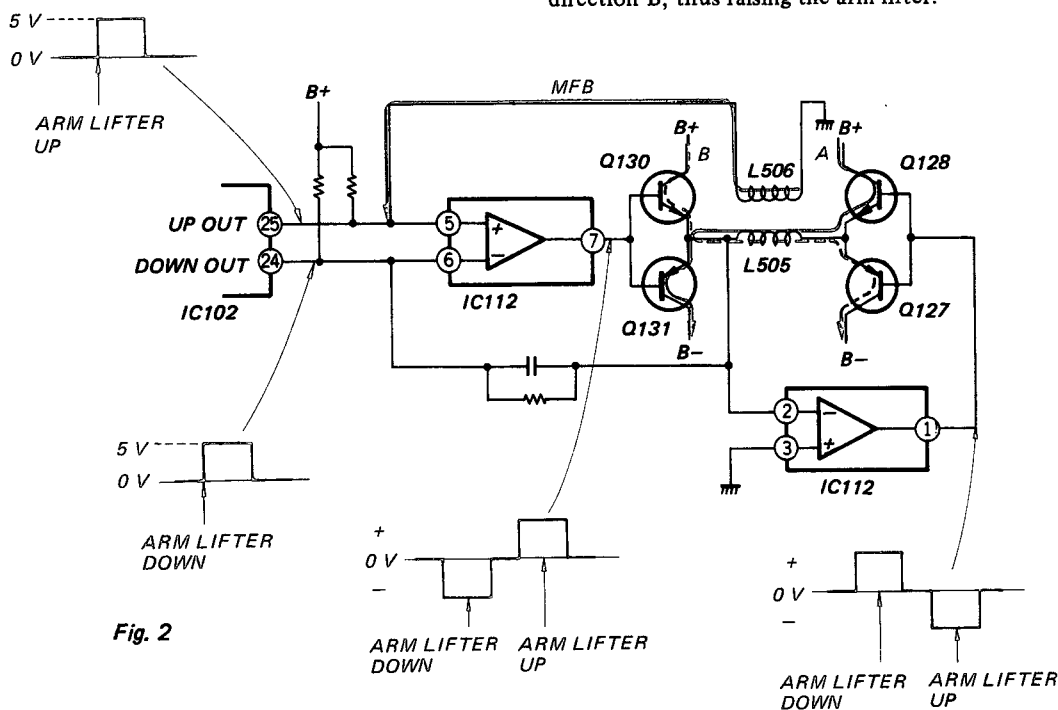 direction B, thus raising the arm lifter.
5 V
0 V
ARM LIFTER
UP
B+
MFB
B+
B
Q130
L506
B+
A
Q128
UP OUT
25
5
+
7
DOWN OUT
24
6
−
L505
IC102
IC112
Q131
Q127
B−
B−
2
−
1
3
+
IC112
5 V
0 V
ARM LIFTER
DOWN
+
0 V
−
ARM LIFTER
DOWN
ARM LIFTER
UP
+
0 V
−
ARM LIFTER
DOWN
ARM LIFTER
UP
Fig. 2